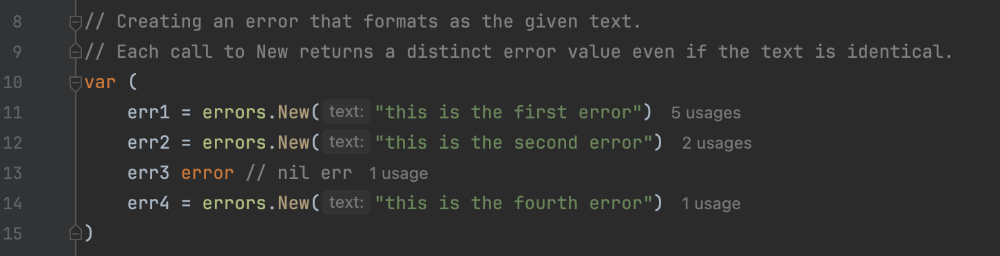 8 // Creating an error that formats as the given text.
9 // Each call to New returns a distinct error value even if the text is identical.
10 var (
11 err1 = errors.New( text: "this is the first error") 5 usages
12 err2 = errors.New( text: "this is the second error") 2 usages
13 err3 error // nil err 1 usage
14 err4 = errors.New( text: "this is the fourth error") 1 usage
15 )